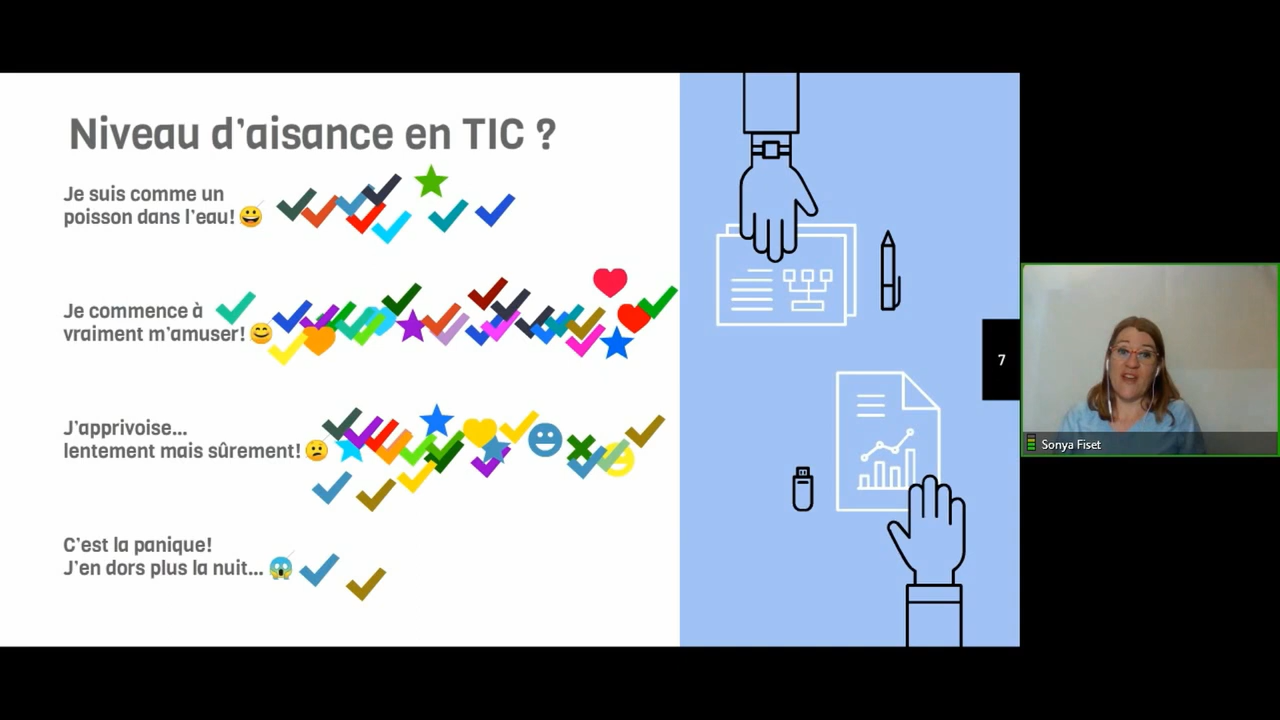 Niveau d'aisance en TIC ?
Je suis comme un
poisson dans l'eau! 😀
Je commence à
vraiment m'amuser! 😊
J'apprivoise...
lentement mais sûrement! 😕
C'est la panique!
J'en dors plus la nuit... 😱
7
Sonya Fiset